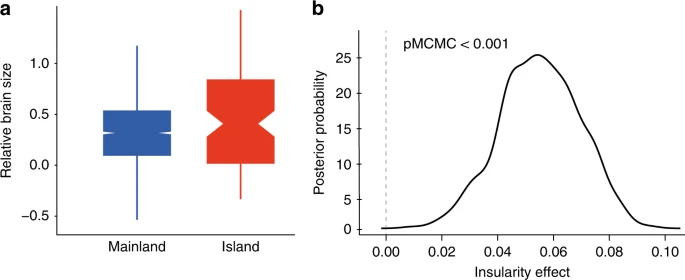 a
Relative brain size
1.0
0.5
0.0
−0.5
Mainland
Island
b
pMCMC < 0.001
Posterior probability
25
20
15
10
5
0
0.00
0.02
0.04
0.06
0.08
0.10
Insularity effect